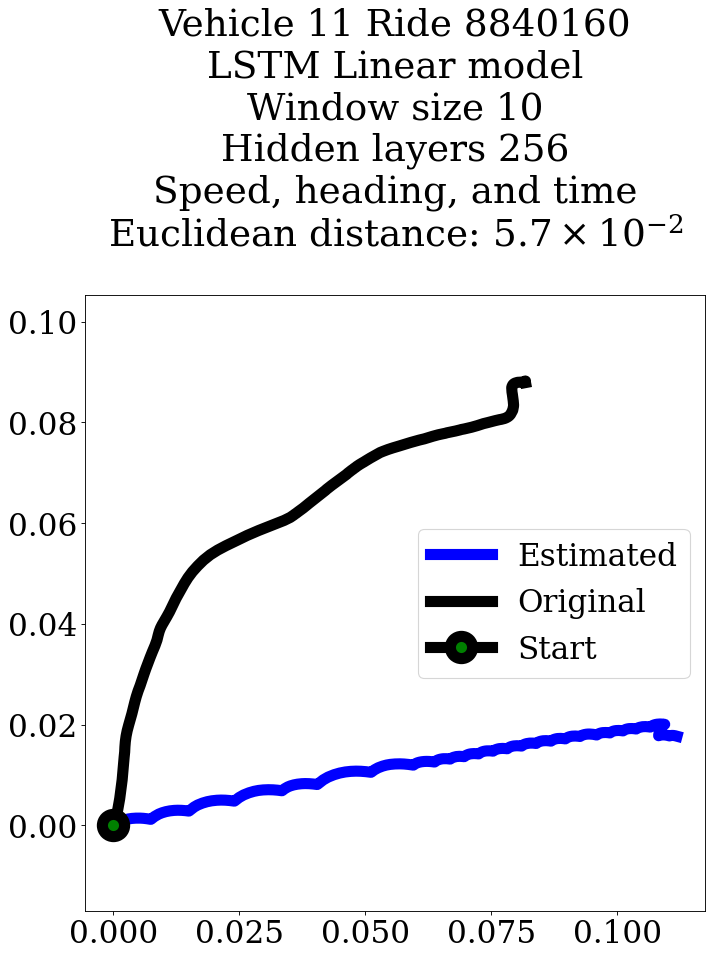 Vehicle 11 Ride 8840160
LSTM Linear model
Window size 10
Hidden layers 256
Speed, heading, and time
Euclidean distance: 5.7 × 10⁻²
0.10
0.08
0.06
0.04
0.02
0.00
Estimated
Original
Start
0.000 0.025 0.050 0.075 0.100